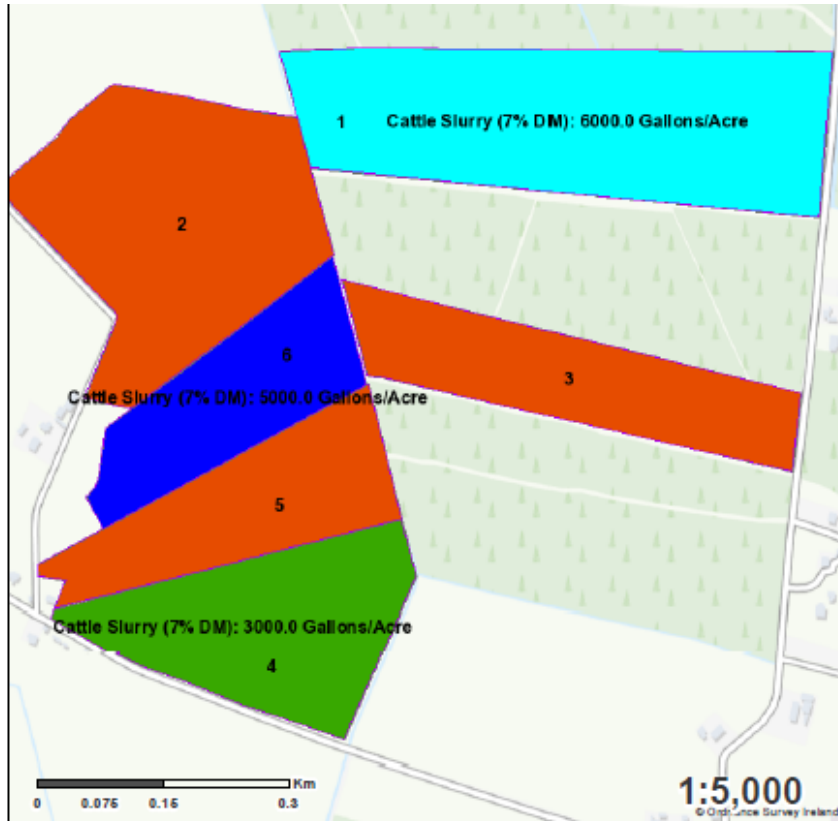 1 Cattle Slurry (7% DM): 6000.0 Gallons/Acre
2
6
3
Cattle Slurry (7% DM): 5000.0 Gallons/Acre
5
Cattle Slurry (7% DM): 3000.0 Gallons/Acre
4
Km
0 0.075 0.15 0.3
1:5,000
© Ordnance Survey Ireland